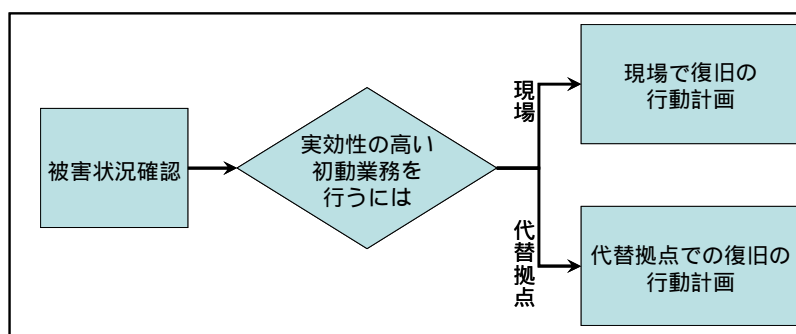 被害状況確認
実効性の高い
初動業務を
行うには
現場
現場で復旧の
行動計画
代替拠点
代替拠点での復旧の
行動計画